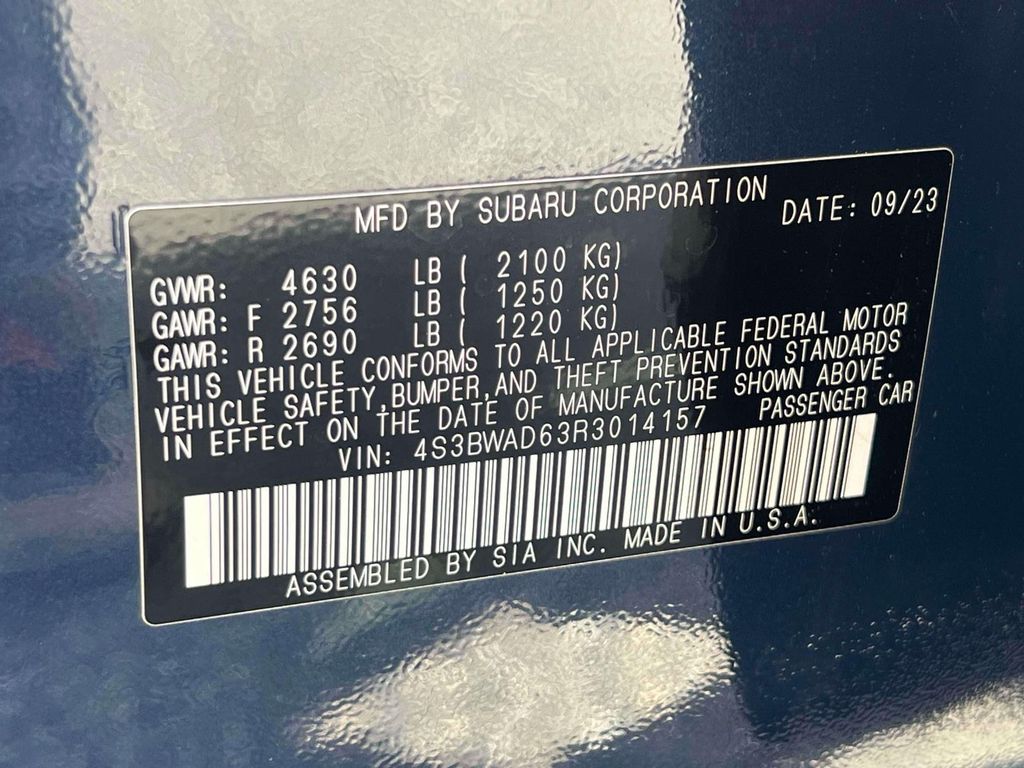 MFD BY SUBARU CORPORATION DATE: 09/23
GVWR: 4630 LB ( 2100 KG)
GAWR: F 2756 LB ( 1250 KG)
GAWR: R 2690 LB ( 1220 KG)
THIS VEHICLE CONFORMS TO ALL APPLICABLE FEDERAL MOTOR
VEHICLE SAFETY,BUMPER,AND THEFT PREVENTION STANDARDS
IN EFFECT ON THE DATE OF MANUFACTURE SHOWN ABOVE.
VIN: 4S3BWAD63R3014157 PASSENGER CAR
ASSEMBLED BY SIA INC. MADE IN U.S.A.